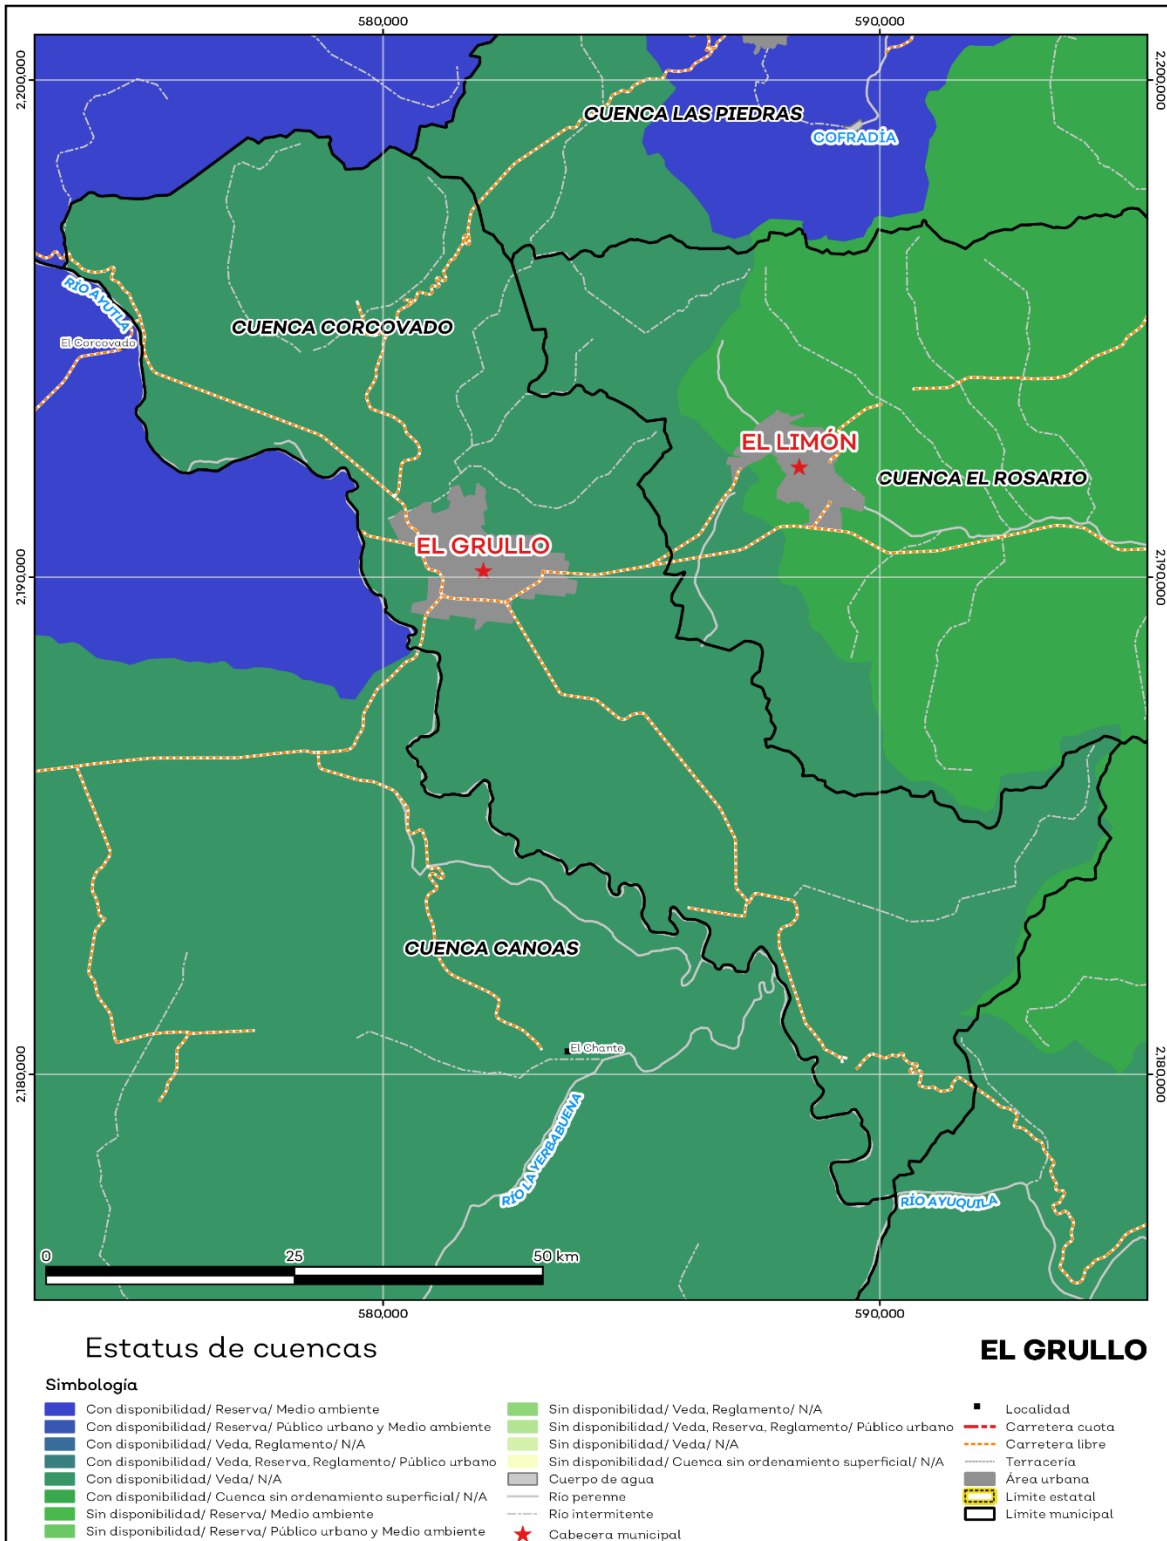 580,000
590,000
2,200,000
2,200,000
CUENCA LAS PIEDRAS
COFRADÍA
RÍO AYUTLA
CUENCA CORCOVADO
El Corcovado
EL LIMÓN
CUENCA EL ROSARIO
EL GRULLO
2,190,000
2,190,000
CUENCA CANOAS
El Chante
2,180,000
2,180,000
RÍO LA YERBABUENA
RÍO AYUQUILA
0 25 50 km
580,000
590,000
Estatus de cuencas
EL GRULLO
Simbología
Con disponibilidad/ Reserva/ Medio ambiente
Con disponibilidad/ Reserva/ Público urbano y Medio ambiente
Con disponibilidad/ Veda, Reglamento/ N/A
Con disponibilidad/ Veda, Reserva, Reglamento/ Público urbano
Con disponibilidad/ Veda/ N/A
Con disponibilidad/ Cuenca sin ordenamiento superficial/ N/A
Sin disponibilidad/ Reserva/ Medio ambiente
Sin disponibilidad/ Reserva/ Público urbano y Medio ambiente
Sin disponibilidad/ Veda, Reglamento/ N/A
Sin disponibilidad/ Veda, Reserva, Reglamento/ Público urbano
Sin disponibilidad/ Veda/ N/A
Sin disponibilidad/ Cuenca sin ordenamiento superficial/ N/A
Cuerpo de agua
Río perenne
Río intermitente
Cabecera municipal
Localidad
Carretera cuota
Carretera libre
Terracería
Área urbana
Límite estatal
Límite municipal